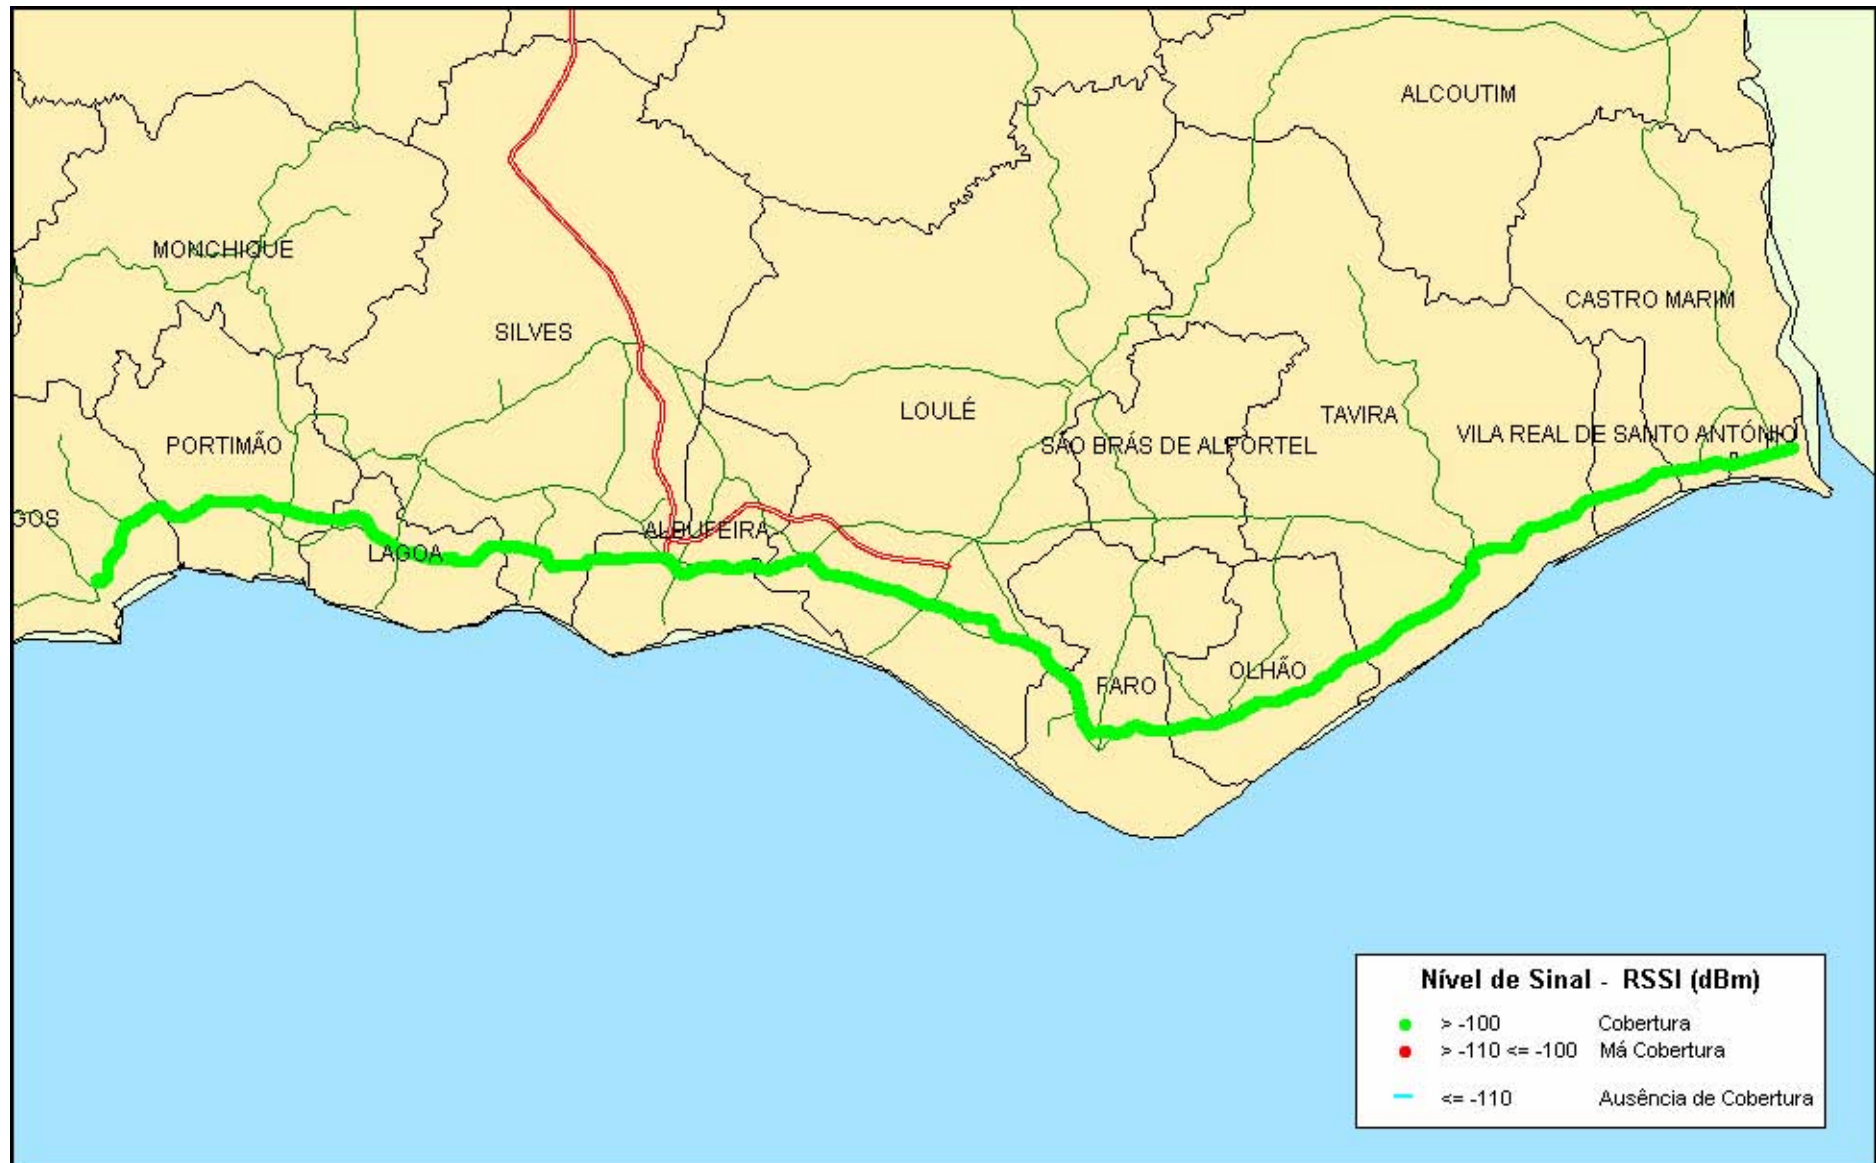 ALCOUTIM
MONCHIQUE
CASTRO MARIM
SILVES
LOULÉ
TAVIRA
PORTIMÃO
SÃO BRÁS DE ALPORTEL
VILA REAL DE SANTO ANTÓNIO
GOS
ALBUFEIRA
LAGOA
OLHÃO
FARO
Nível de Sinal - RSSI (dBm)
> -100 Cobertura
> -110 <= -100 Má Cobertura
<= -110 Ausência de Cobertura